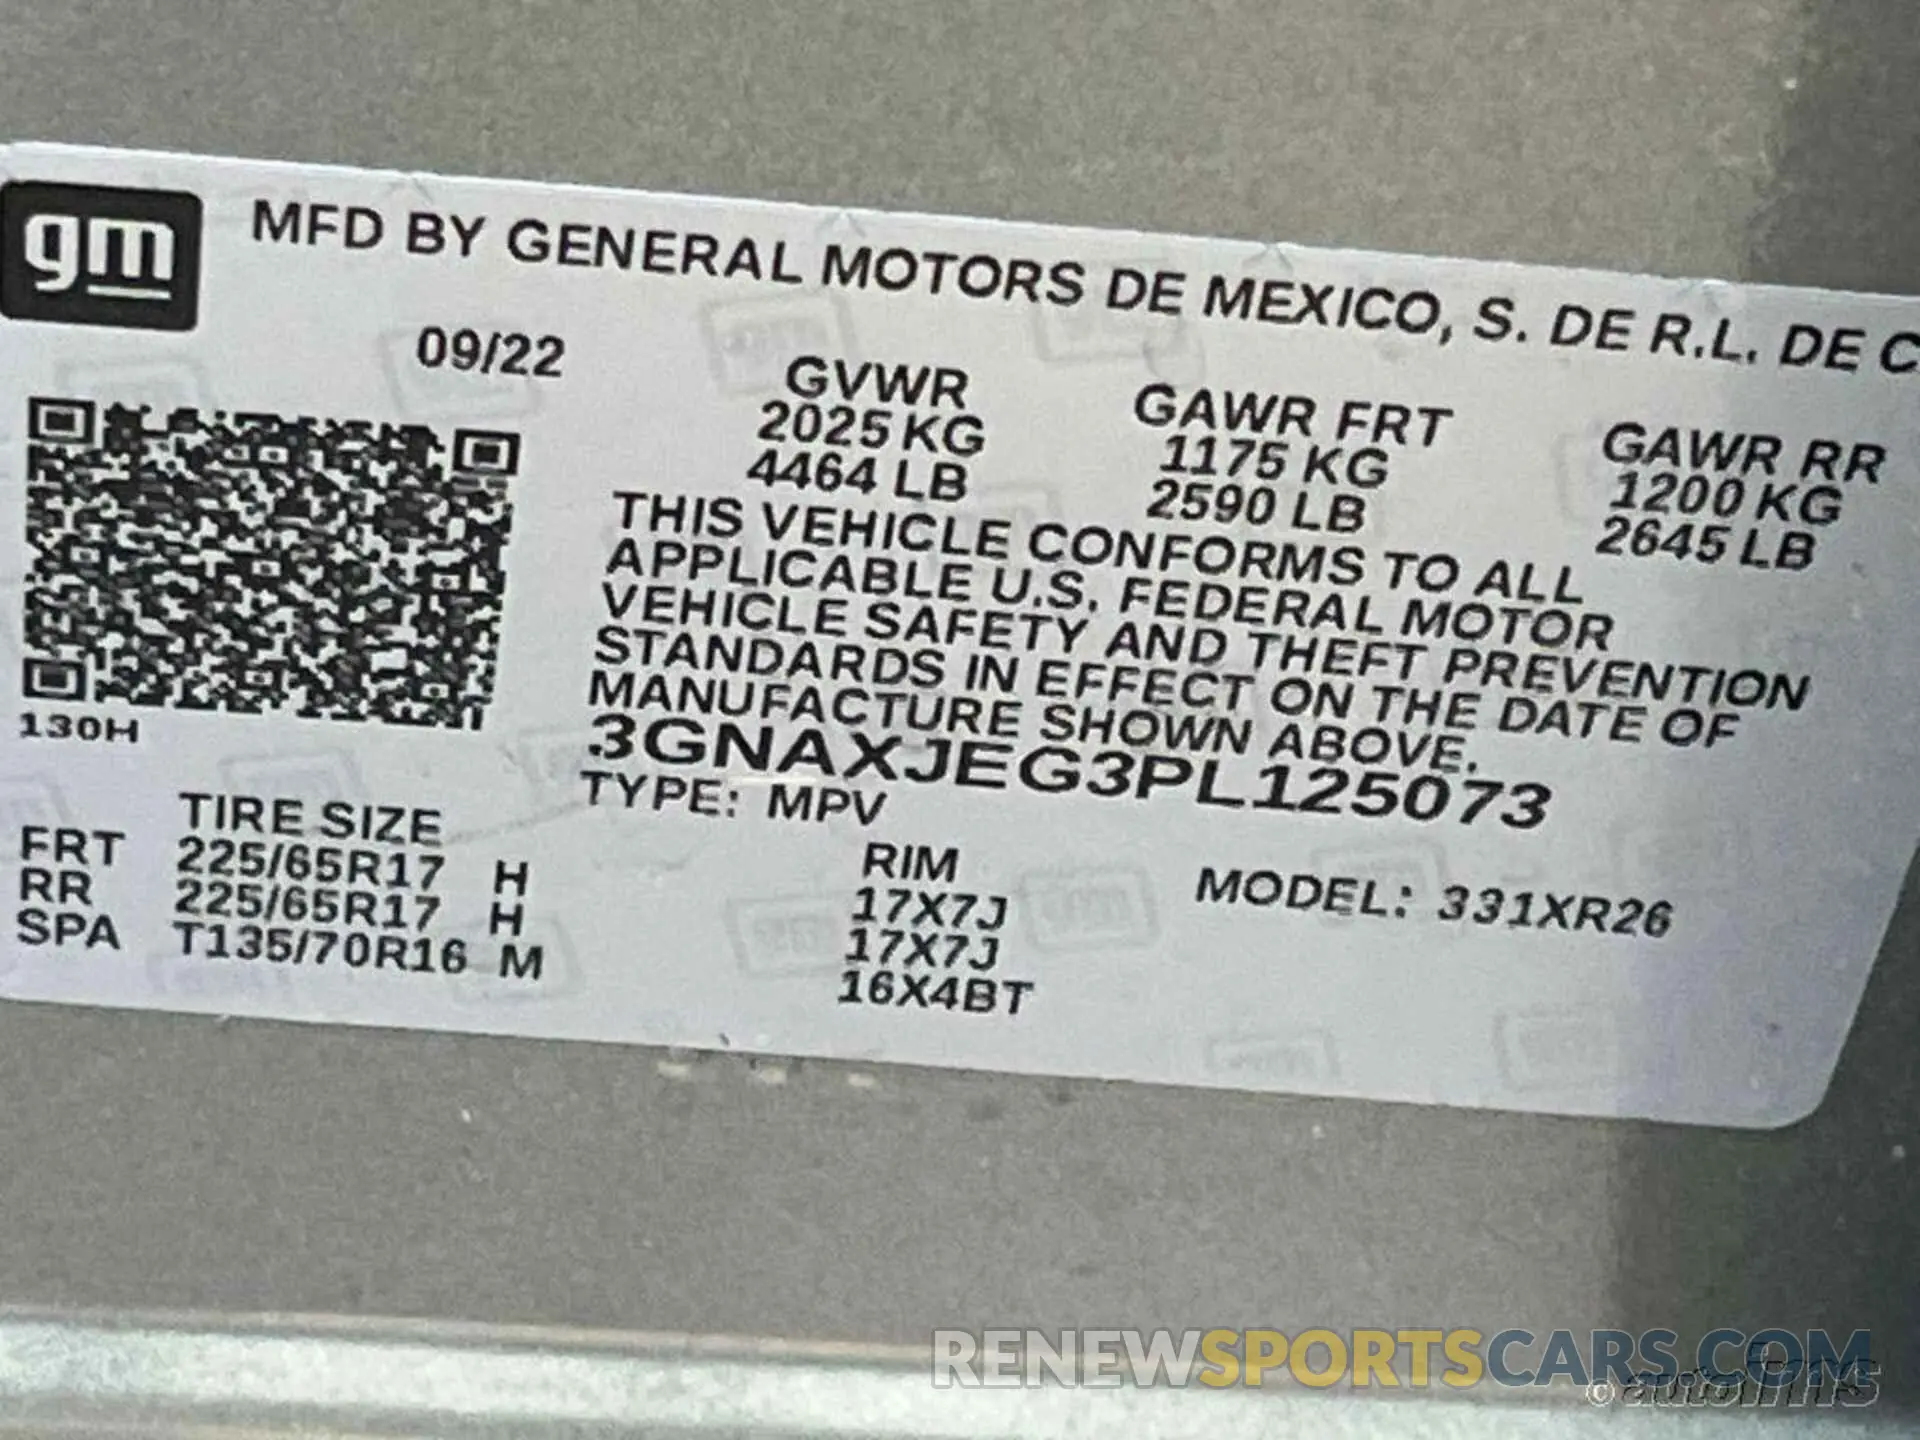 gm
MFD BY GENERAL MOTORS DE MEXICO, S. DE R.L. DE C
09/22
GVWR GAWR FRT GAWR RR
2025 KG 1175 KG 1200 KG
4464 LB 2590 LB 2645 LB
THIS VEHICLE CONFORMS TO ALL
APPLICABLE U.S. FEDERAL MOTOR
VEHICLE SAFETY AND THEFT PREVENTION
STANDARDS IN EFFECT ON THE DATE OF
MANUFACTURE SHOWN ABOVE.
130H
3GNAXJEG3PL125073
TYPE: MPV
TIRE SIZE RIM MODEL: 331XR26
FRT 225/65R17 H 17X7J
RR 225/65R17 H 17X7J
SPA T135/70R16 M 16X4BT
RENEWSPORTSCARS.COM